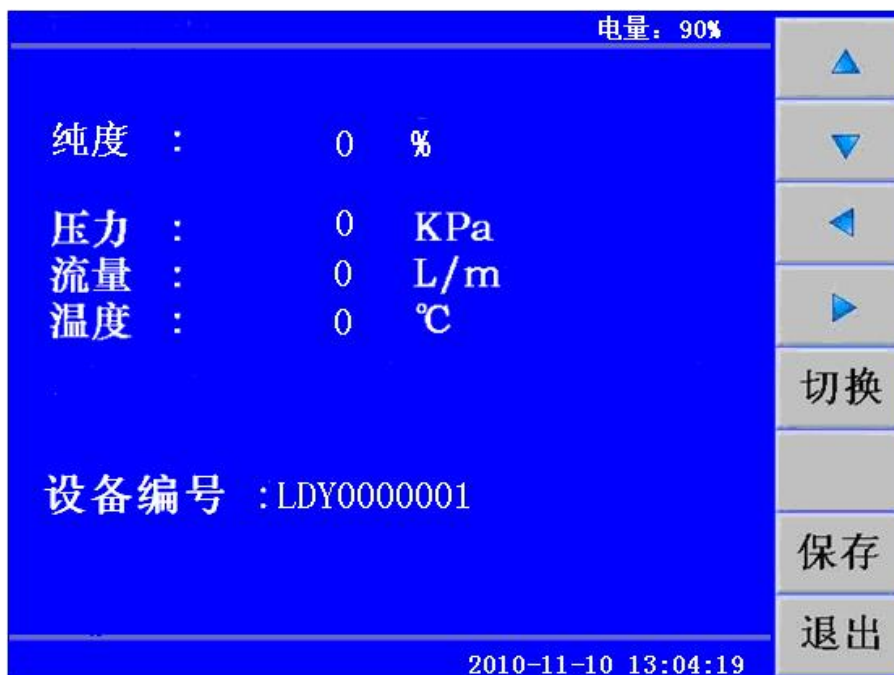 电量：90%
纯度 ： 0 %
压力 ： 0 KPa
流量 ： 0 L/m
温度 ： 0 ℃
设备编号 ：LDY0000001
2010-11-10 13:04:19
切换
保存
退出